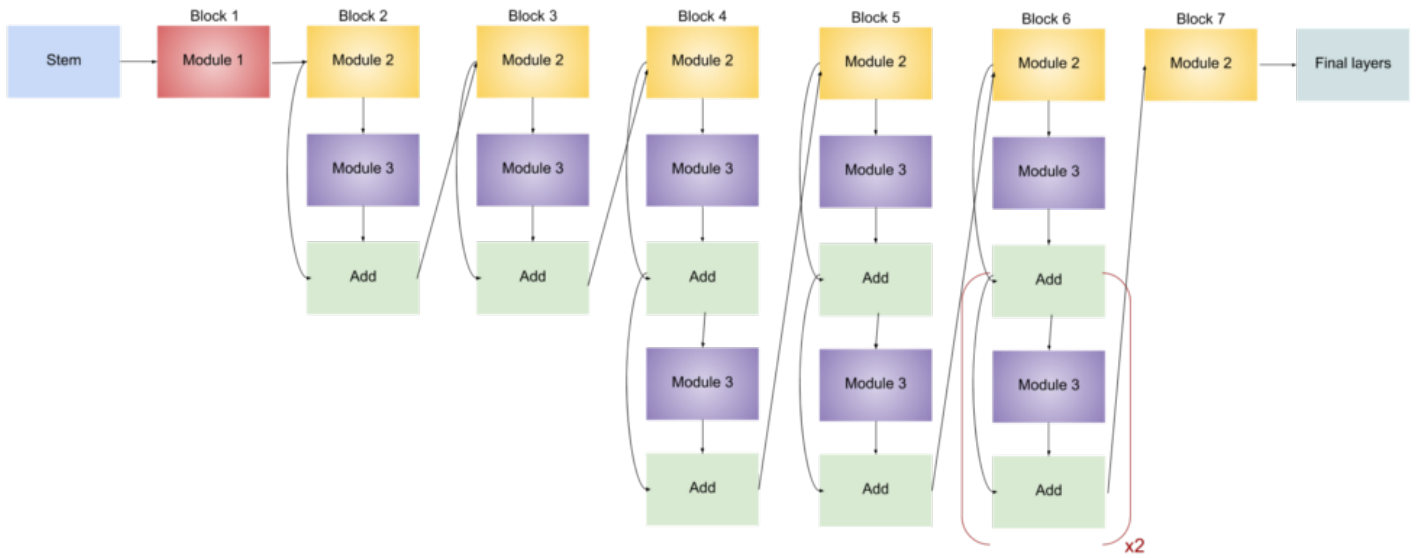 Block 1
Block 2
Block 3
Block 4
Block 5
Block 6
Block 7
Stem
Module 1
Module 2
Module 2
Module 2
Module 2
Module 2
Module 2
Final layers
Module 3
Module 3
Module 3
Module 3
Module 3
Add
Add
Add
Add
Add
Module 3
Module 3
Module 3
Add
Add
Add
x2